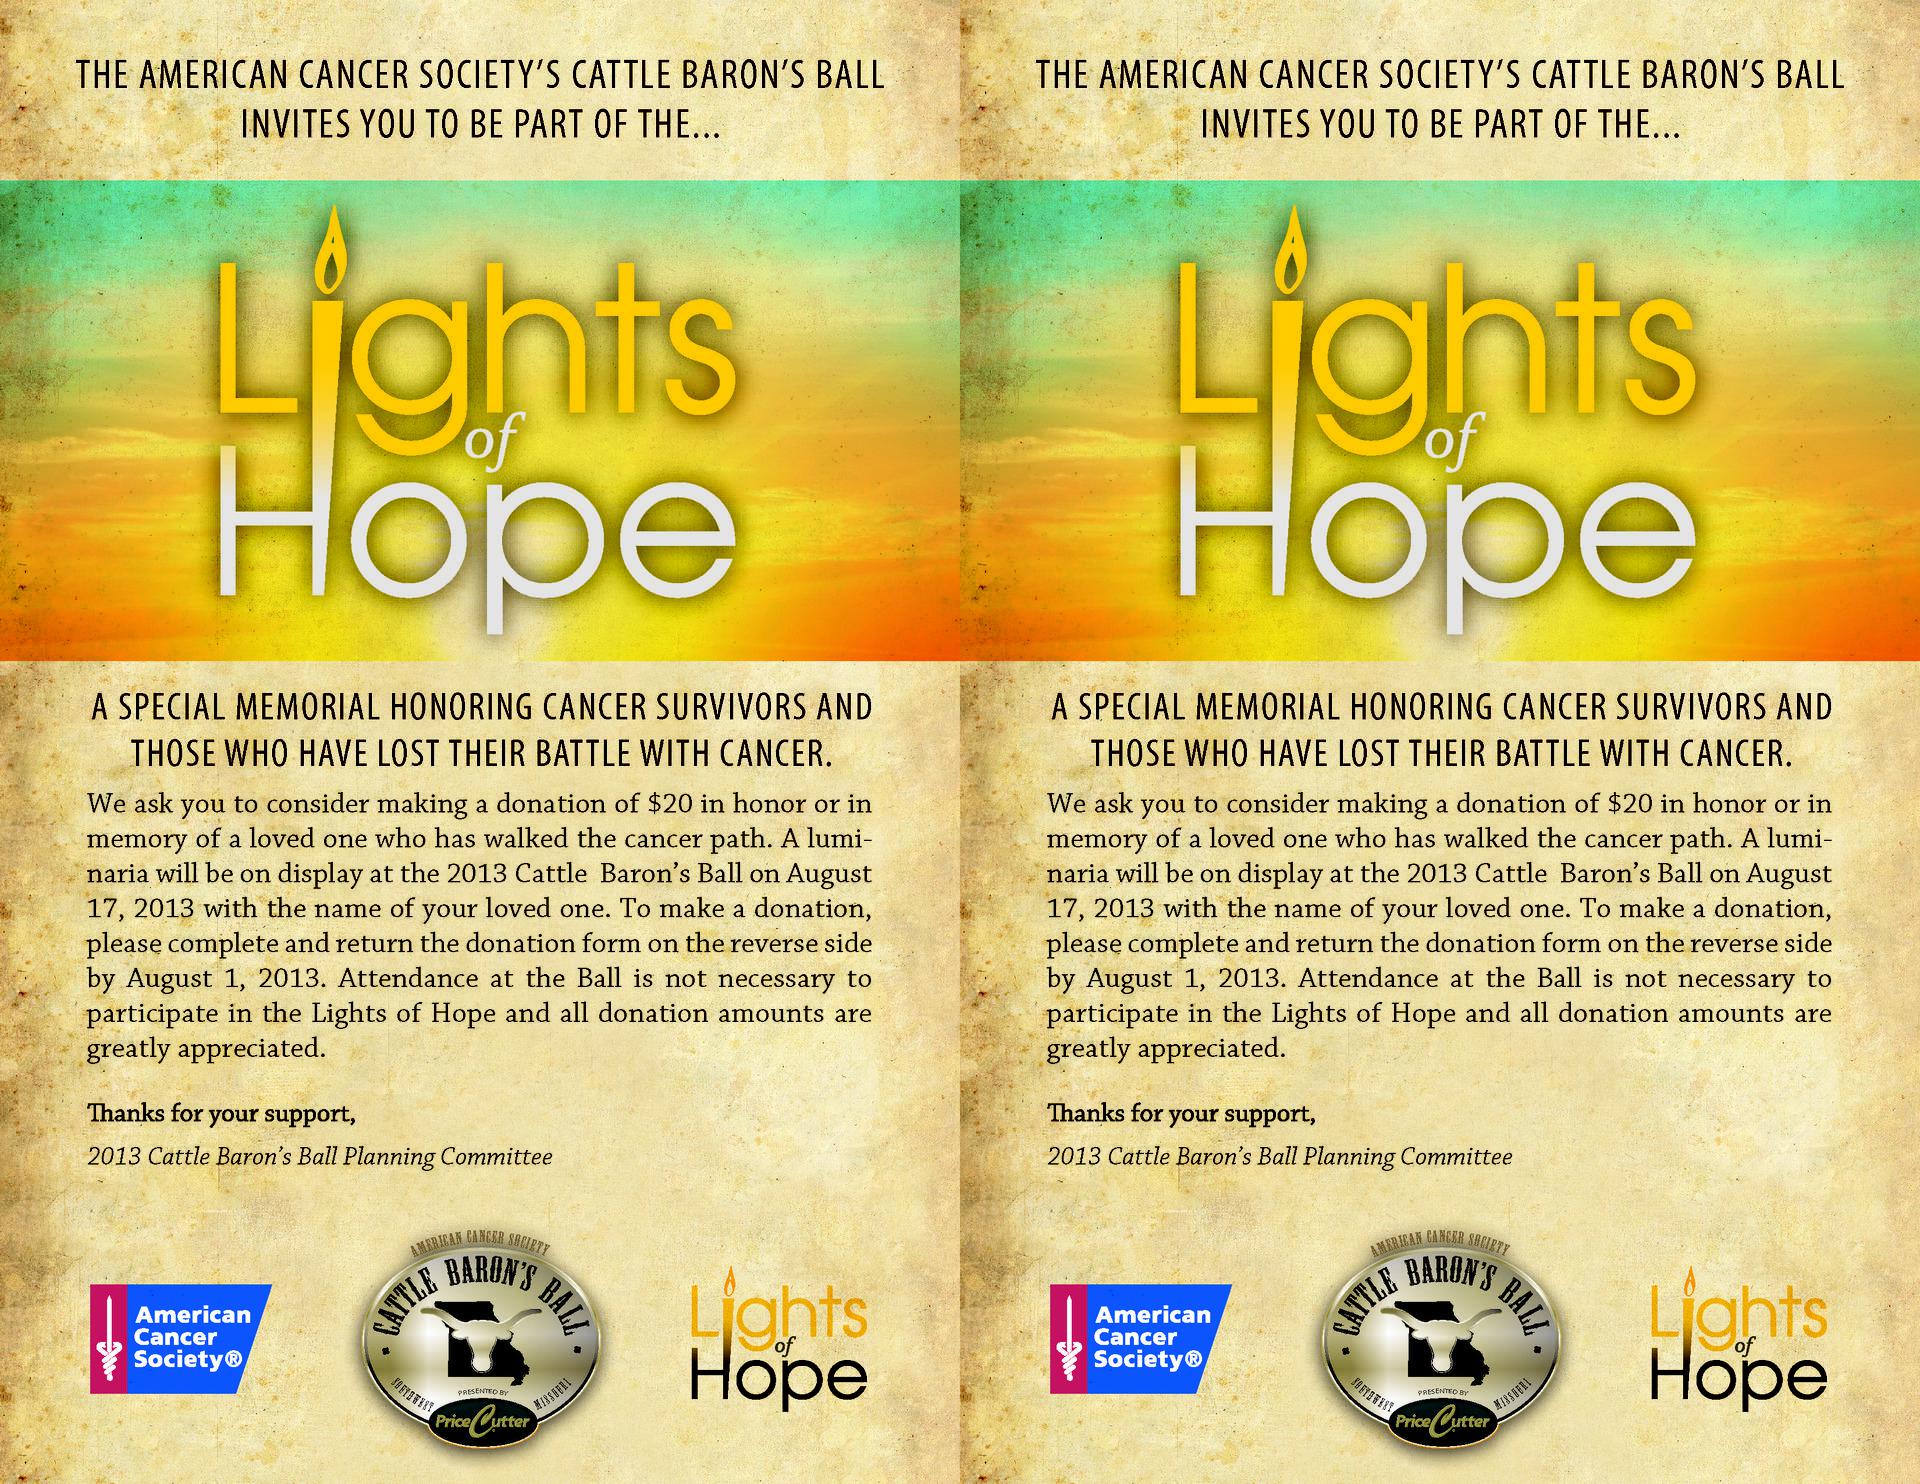 THE AMERICAN CANCER SOCIETY'S CATTLE BARON'S BALL
INVITES YOU TO BE PART OF THE...
Lights
of
Hope
A SPECIAL MEMORIAL HONORING CANCER SURVIVORS AND
THOSE WHO HAVE LOST THEIR BATTLE WITH CANCER.
We ask you to consider making a donation of $20 in honor or in
memory of a loved one who has walked the cancer path. A lumi-
naria will be on display at the 2013 Cattle Baron's Ball on August
17, 2013 with the name of your loved one. To make a donation,
please complete and return the donation form on the reverse side
by August 1, 2013. Attendance at the Ball is not necessary to
participate in the Lights of Hope and all donation amounts are
greatly appreciated.
Thanks for your support,
2013 Cattle Baron's Ball Planning Committee
American
Cancer
Society®
AMERICAN CANCER SOCIETY
CATTLE BARON'S BALL
SOUTHWEST MISSOURI
PRESENTED BY
PriceCutter
Lights
of
Hope
THE AMERICAN CANCER SOCIETY'S CATTLE BARON'S BALL
INVITES YOU TO BE PART OF THE...
Lights
of
Hope
A SPECIAL MEMORIAL HONORING CANCER SURVIVORS AND
THOSE WHO HAVE LOST THEIR BATTLE WITH CANCER.
We ask you to consider making a donation of $20 in honor or in
memory of a loved one who has walked the cancer path. A lumi-
naria will be on display at the 2013 Cattle Baron's Ball on August
17, 2013 with the name of your loved one. To make a donation,
please complete and return the donation form on the reverse side
by August 1, 2013. Attendance at the Ball is not necessary to
participate in the Lights of Hope and all donation amounts are
greatly appreciated.
Thanks for your support,
2013 Cattle Baron's Ball Planning Committee
American
Cancer
Society®
AMERICAN CANCER SOCIETY
CATTLE BARON'S BALL
SOUTHWEST MISSOURI
PRESENTED BY
PriceCutter
Lights
of
Hope